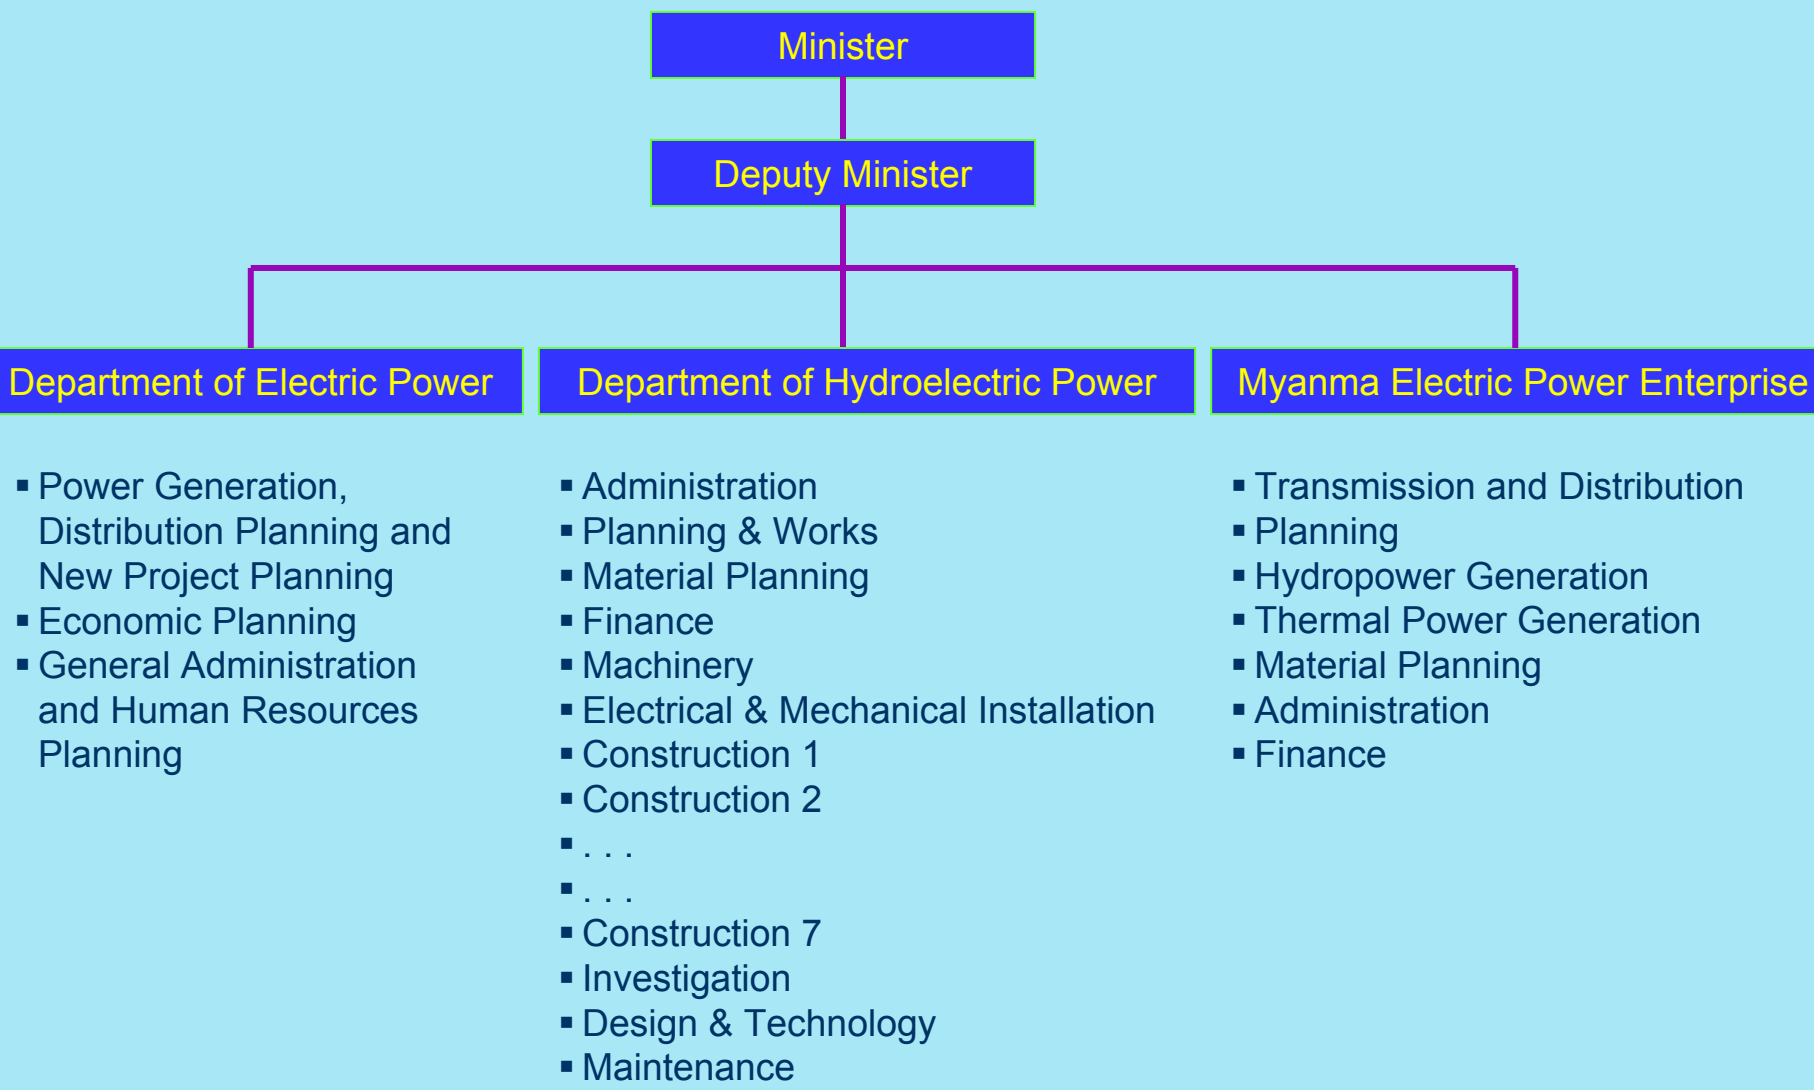 Minister
Deputy Minister
Department of Electric Power
Department of Hydroelectric Power
Myanma Electric Power Enterprise
▪ Power Generation,
Distribution Planning and
New Project Planning
▪ Economic Planning
▪ General Administration
and Human Resources
Planning
▪ Administration
▪ Planning & Works
▪ Material Planning
▪ Finance
▪ Machinery
▪ Electrical & Mechanical Installation
▪ Construction 1
▪ Construction 2
▪ . . .
▪ . . .
▪ Construction 7
▪ Investigation
▪ Design & Technology
▪ Maintenance
▪ Transmission and Distribution
▪ Planning
▪ Hydropower Generation
▪ Thermal Power Generation
▪ Material Planning
▪ Administration
▪ Finance